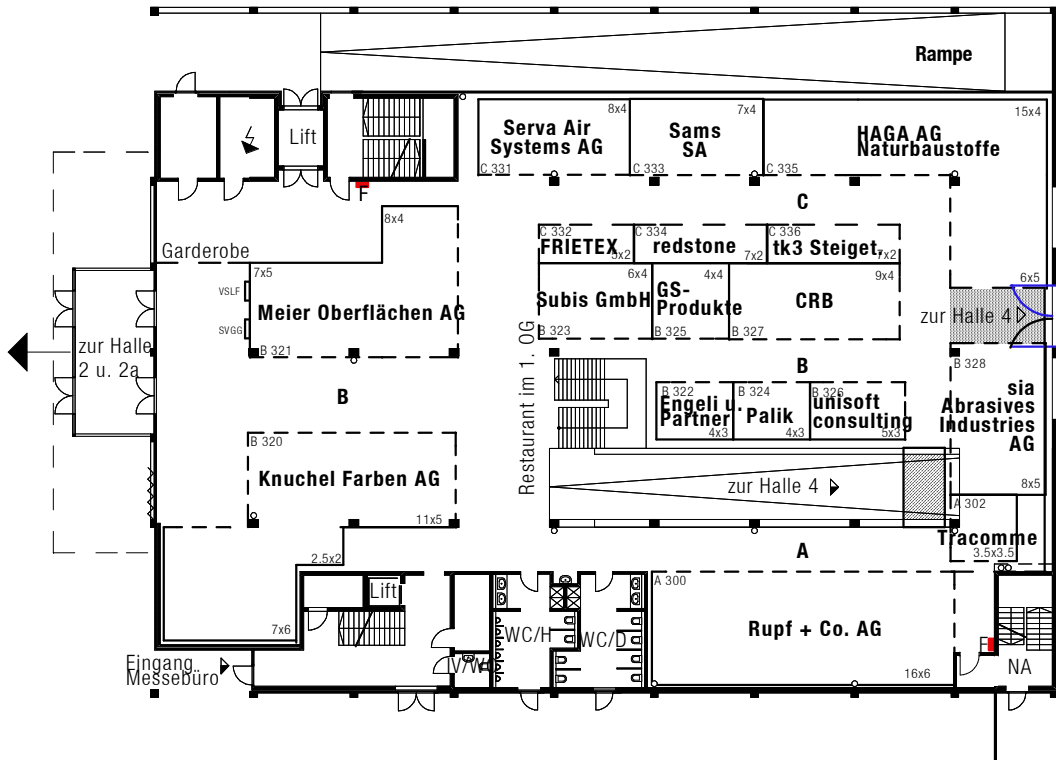 Rampe
8x4
7x4
15x4
Serva Air
Systems AG
Sams
SA
HAGA AG
Naturbaustoffe
Lift
C 331
C 333
C 335
F
C
8x4
C 332
C 334
C 336
FRIETEX
redstone
tk3 Steiget.
5x2
7x2
7x2
Garderobe
7x5
6x4
4x4
9x4
6x5
VSLF
Subis GmbH
GS-
Produkte
CRB
Meier Oberflächen AG
zur Halle 4
SVGG
B 323
B 325
B 327
zur Halle
2 u. 2a
B 321
Restaurant im 1. OG
B
B 328
B
B 322
B 324
B 326
Engeli u.
Partner
Palik
unisoft
consulting
4x3
4x3
5x3
sia
Abrasives
Industries
AG
B 320
Knuchel Farben AG
zur Halle 4
8x5
11x5
A 302
Tracomme
3.5x3.5
2.5x2
A
A 300
Lift
7x6
WC/H
WC/D
Rupf + Co. AG
F
Eingang
Messebüro
IV/W
16x6
NA